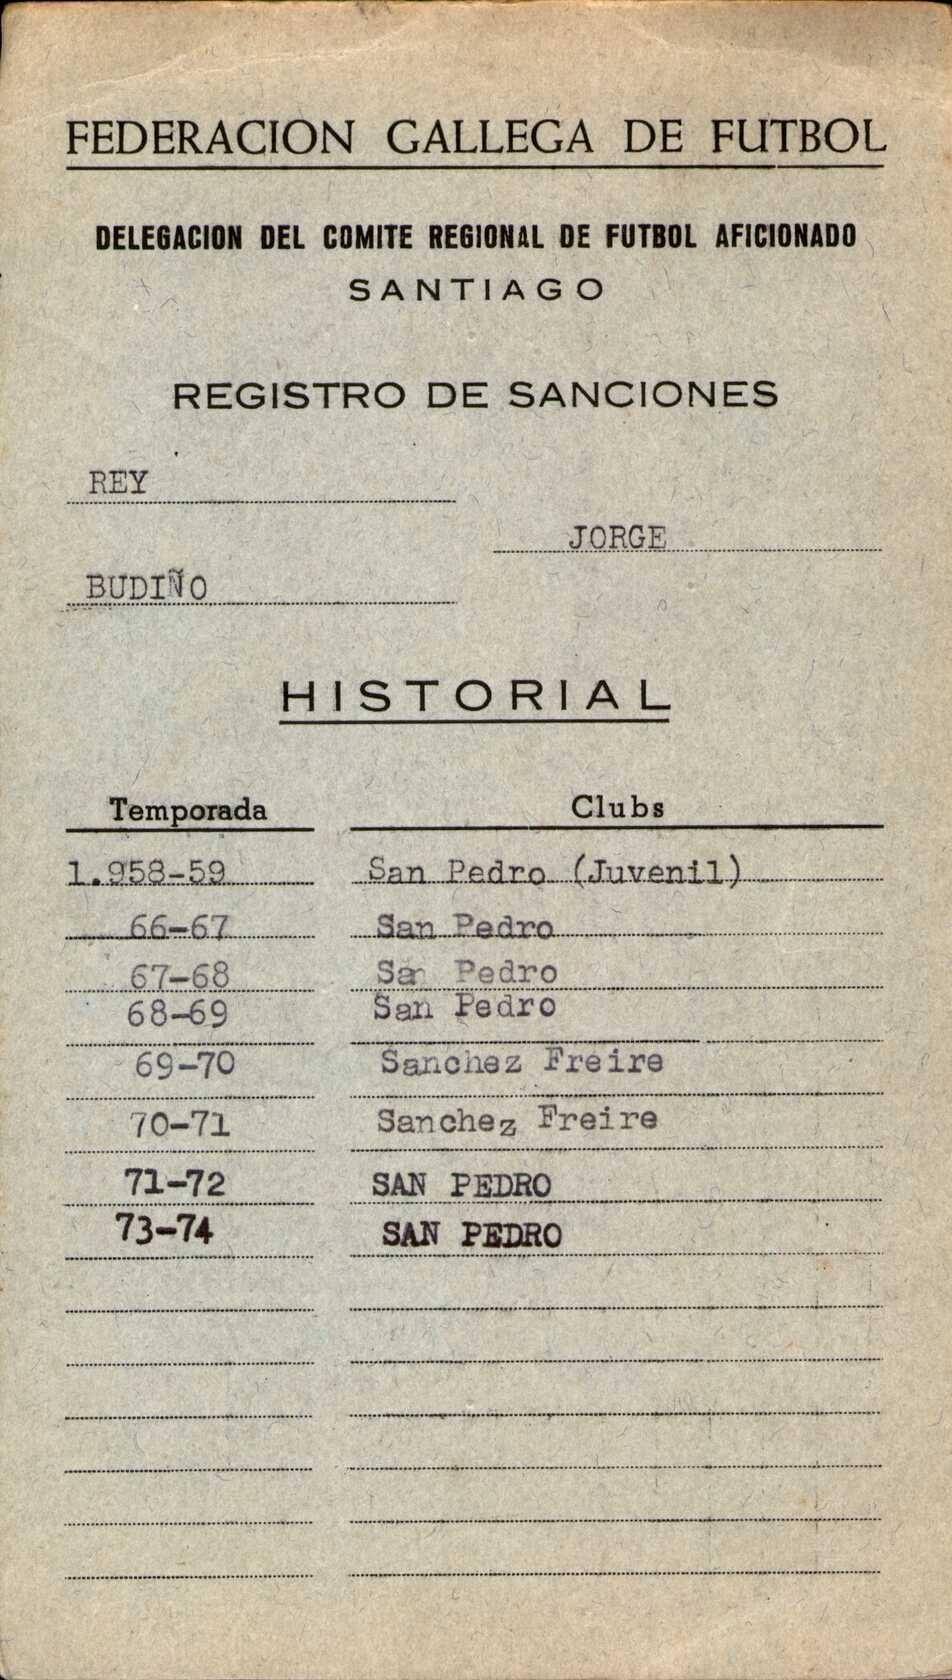 FEDERACION GALLEGA DE FUTBOL
DELEGACION DEL COMITE REGIONAL DE FUTBOL AFICIONADO
SANTIAGO
REGISTRO DE SANCIONES
REY
JORGE
BUDIÑO
HISTORIAL
Temporada Clubs
1.958-59 San Pedro (Juvenil)
66-67 San Pedro
67-68 San Pedro
68-69 San Pedro
69-70 Sanchez Freire
70-71 Sanchez Freire
71-72 SAN PEDRO
73-74 SAN PEDRO